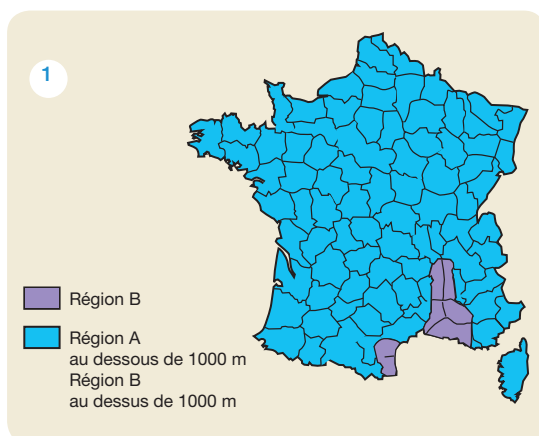 1
Région B
Région A
au dessous de 1000 m
Région B
au dessus de 1000 m